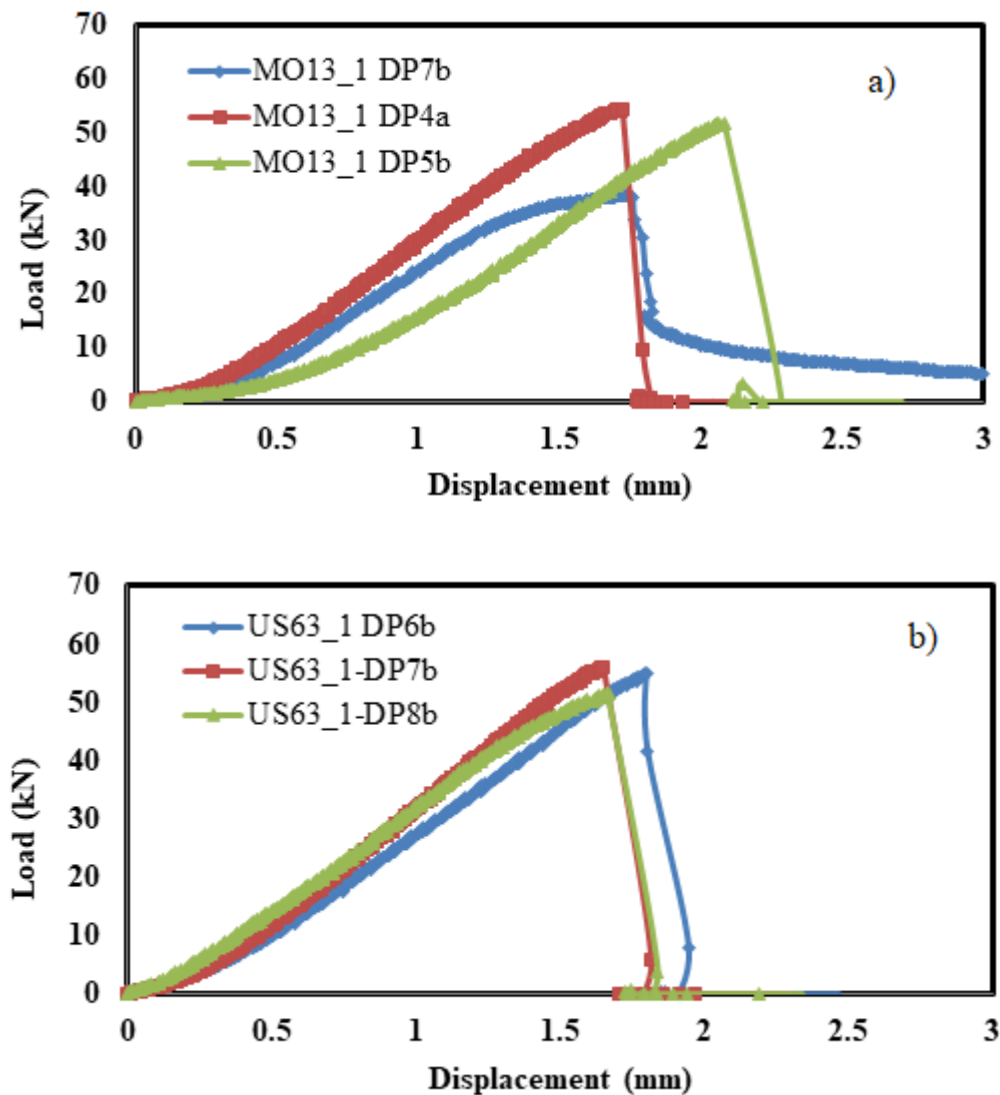 70
60
50
40
30
20
10
0
Load (kN)
MO13_1 DP7b
MO13_1 DP4a
MO13_1 DP5b
a)
0 0.5 1 1.5 2 2.5 3
Displacement (mm)
70
60
50
40
30
20
10
0
Load (kN)
US63_1 DP6b
US63_1-DP7b
US63_1-DP8b
b)
0 0.5 1 1.5 2 2.5 3
Displacement (mm)